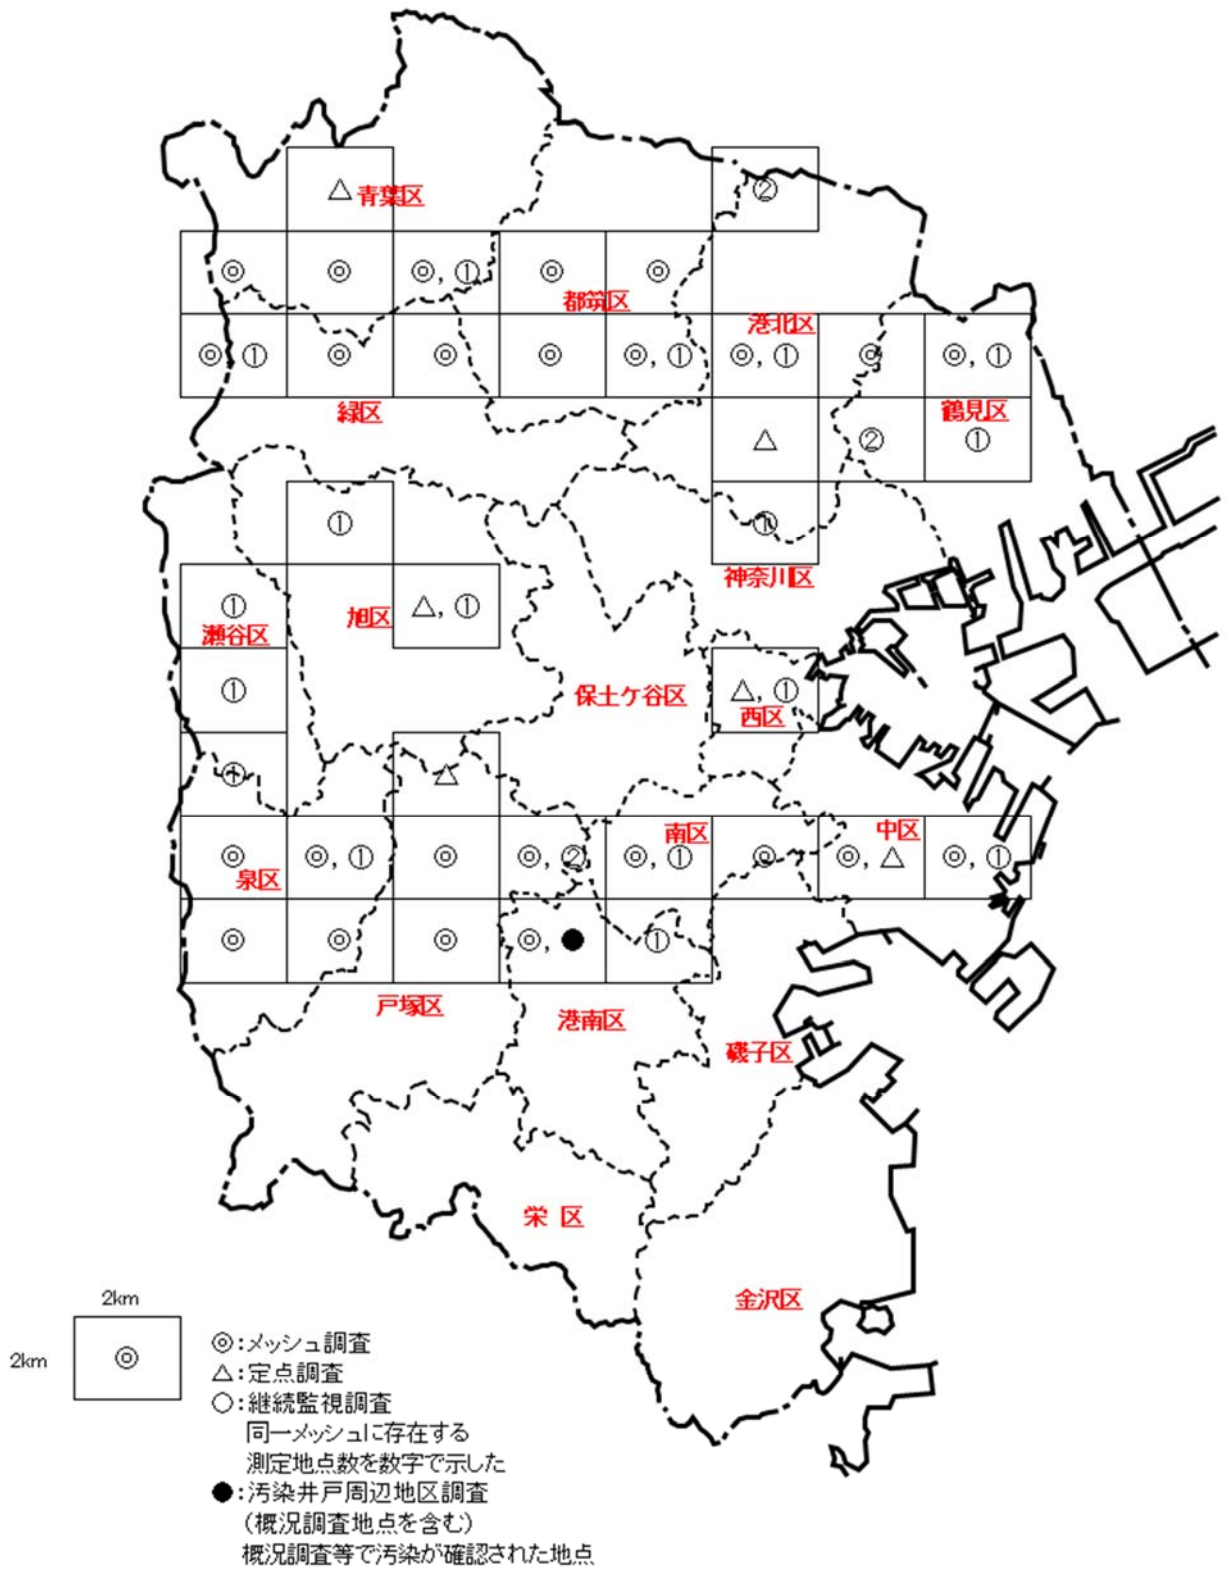 △ 青葉区
②
◎
◎
◎, ①
◎
◎
都筑区
港北区
◎, ①
◎
◎
◎
◎, ①
◎, ①
◎
◎, ①
緑区
鶴見区
△
②
①
①
①
神奈川区
①
瀬谷区
旭区
△, ①
①
保土ケ谷区
△, ①
西区
①
△
南区
中区
◎
◎, ①
◎
◎, ②
◎, ①
◎
◎, △
◎, ①
泉区
◎
◎
◎
◎, ●
①
戸塚区
港南区
磯子区
栄 区
金沢区
2km
2km
◎
◎:メッシュ調査
△:定点調査
○:継続監視調査
同一メッシュに存在する
測定地点数を数字で示した
●:汚染井戸周辺地区調査
(概況調査地点を含む)
概況調査等で汚染が確認された地点